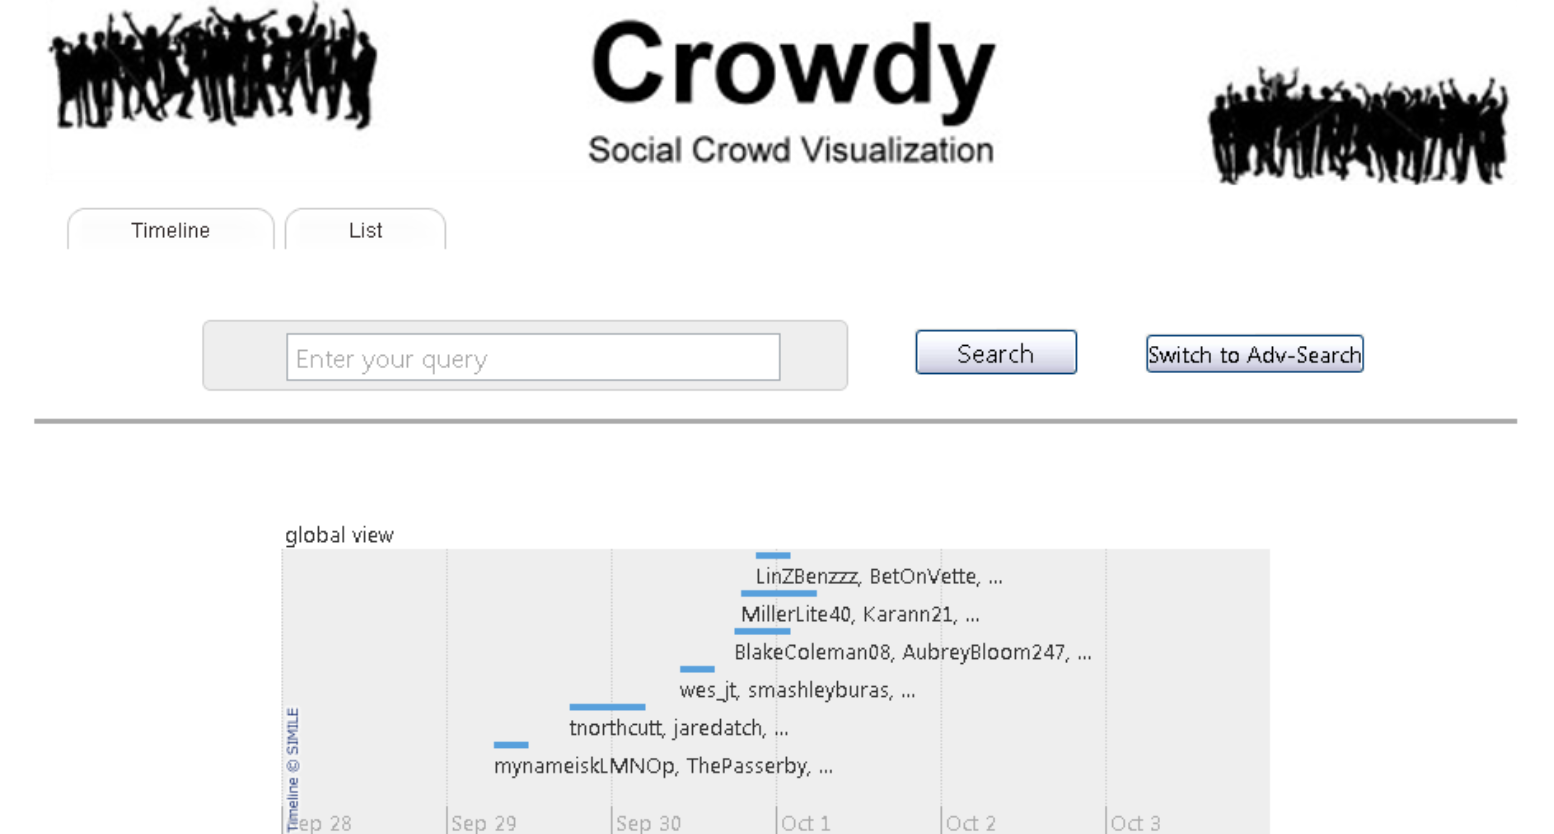 Crowdy
Social Crowd Visualization
Timeline
List
Enter your query
Search
Switch to Adv-Search
global view
LinZBenzzz, BetOnVette, ...
MillerLite40, Karann21, ...
BlakeColeman08, AubreyBloom247, ...
wes_jt, smashleyburas, ...
tnorthcutt, jaredatch, ...
mynameiskLMNOp, ThePasserby, ...
Timeline © SIMILE
Sep 28
Sep 29
Sep 30
Oct 1
Oct 2
Oct 3